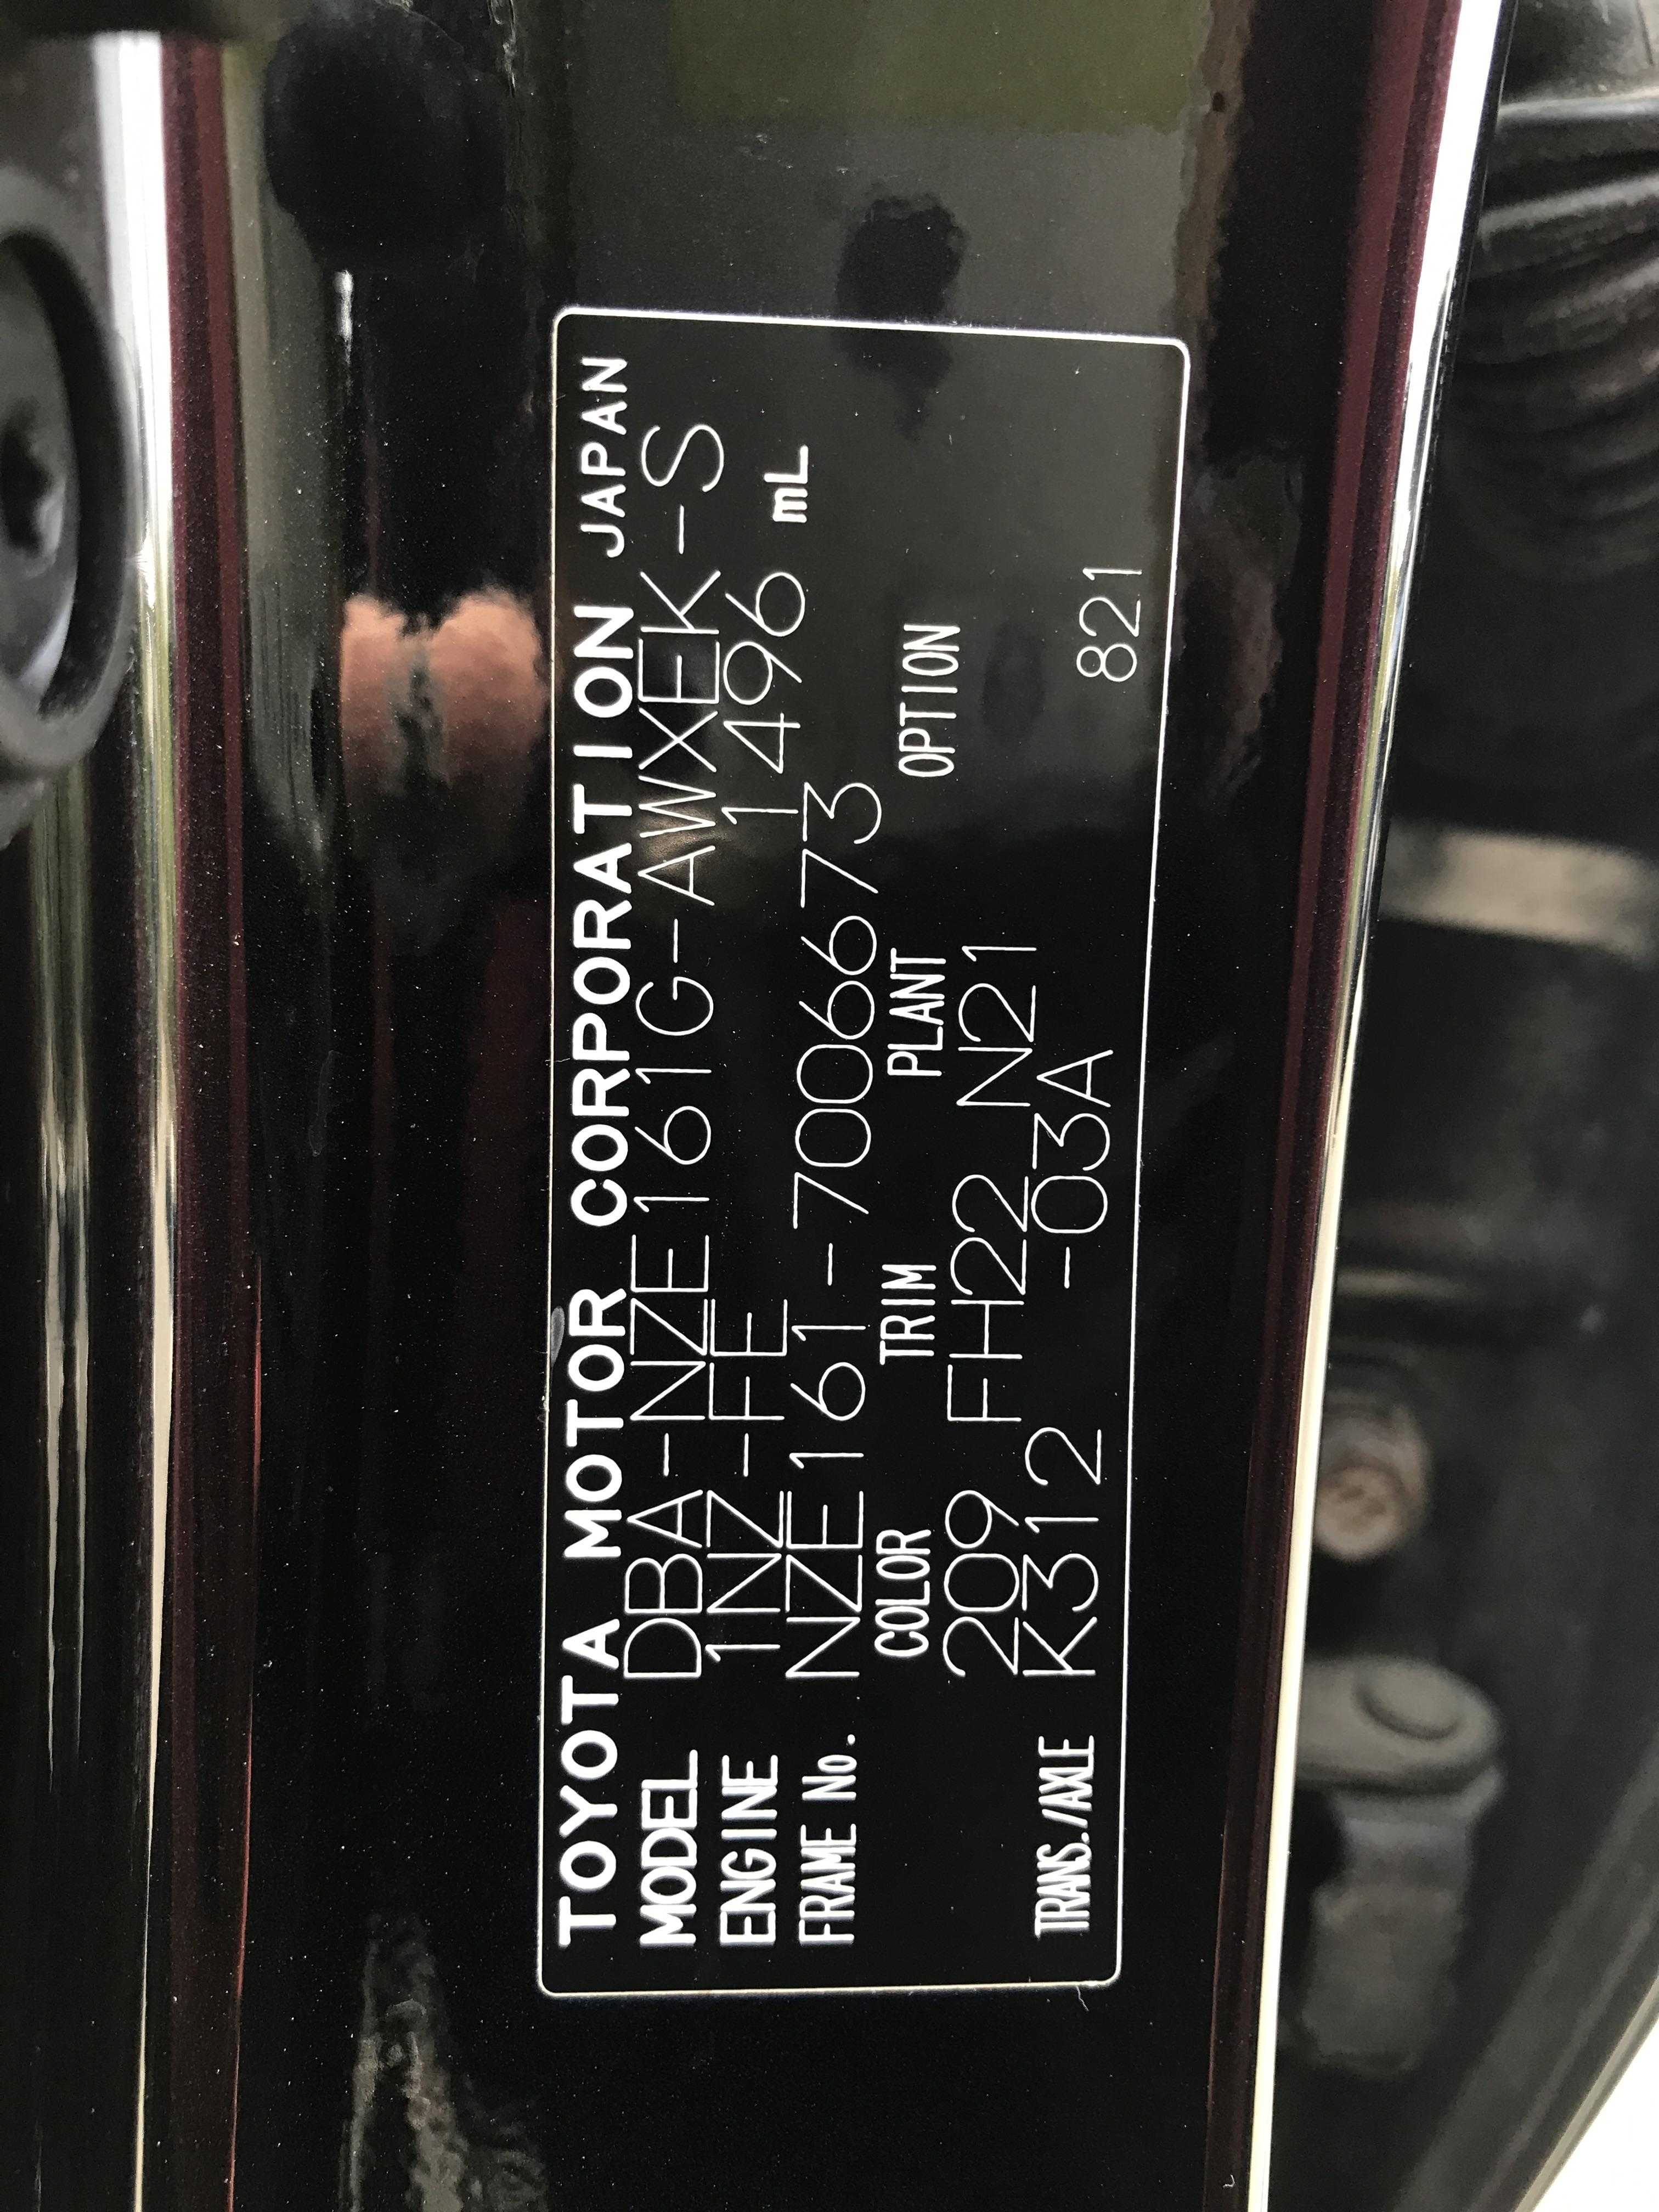 TOYOTA MOTOR CORPORATION JAPAN
MODEL DBA-NZE161G-AWXEK-S
ENGINE 1NZ-FE 1496 mL
FRAME No. NZE161-7006673
COLOR TRIM PLANT OPTION
209 FH22 N21
TRANS./AXLE K312 -03A 821